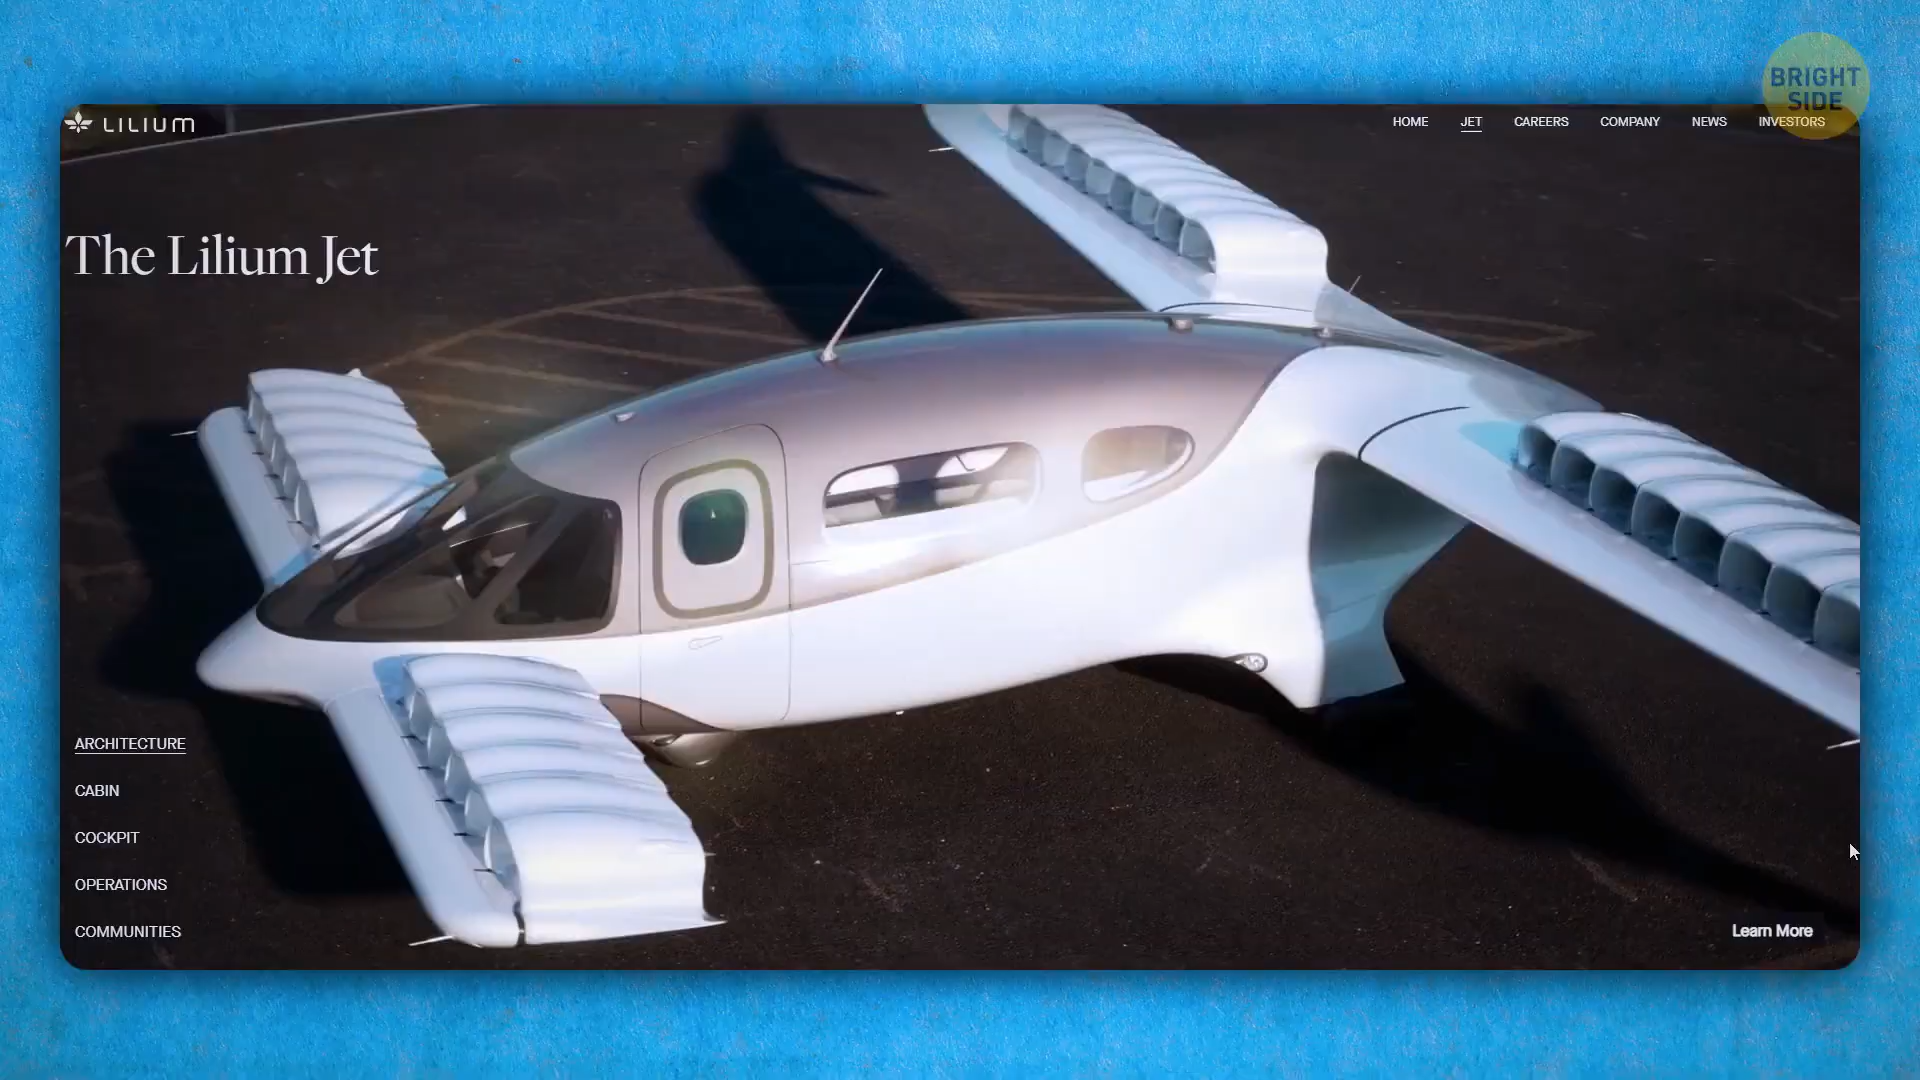 BRIGHT
SIDE
LILIUM
HOME JET CAREERS COMPANY NEWS INVESTORS
The Lilium Jet
ARCHITECTURE
CABIN
COCKPIT
OPERATIONS
COMMUNITIES
Learn More